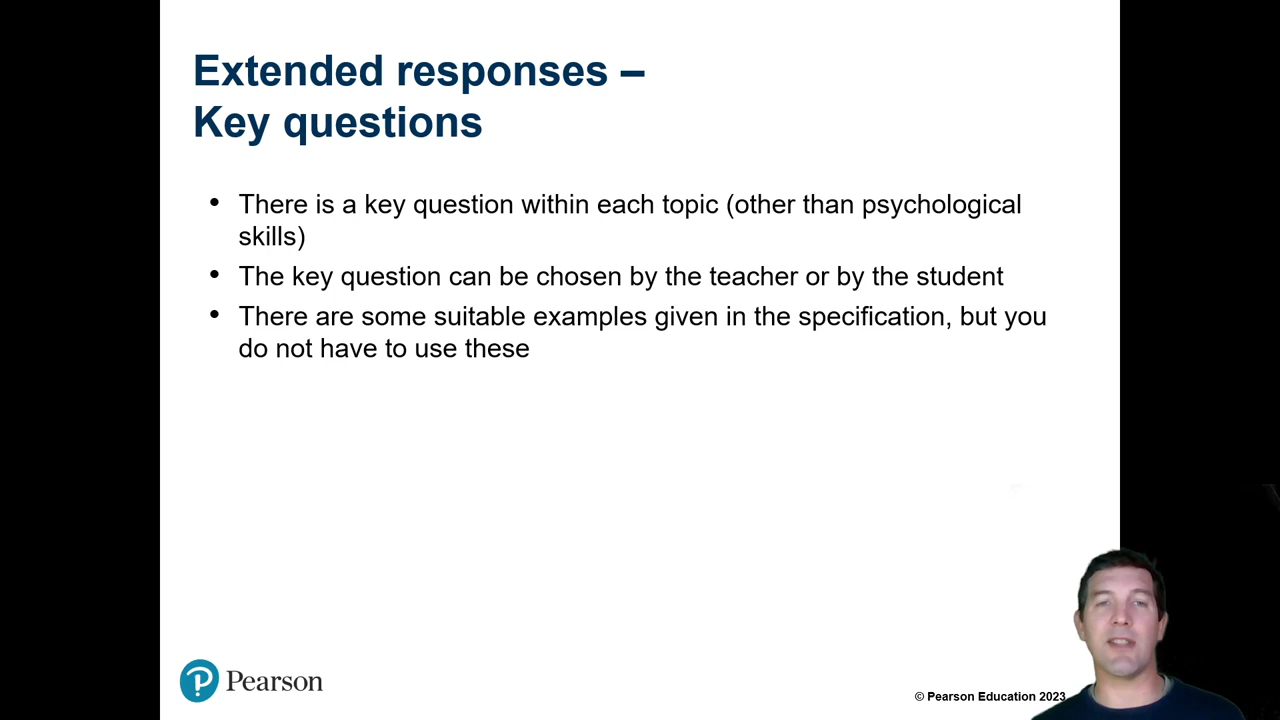 Extended responses –
Key questions
• There is a key question within each topic (other than psychological
skills)
• The key question can be chosen by the teacher or by the student
• There are some suitable examples given in the specification, but you
do not have to use these
Pearson
© Pearson Education 2023